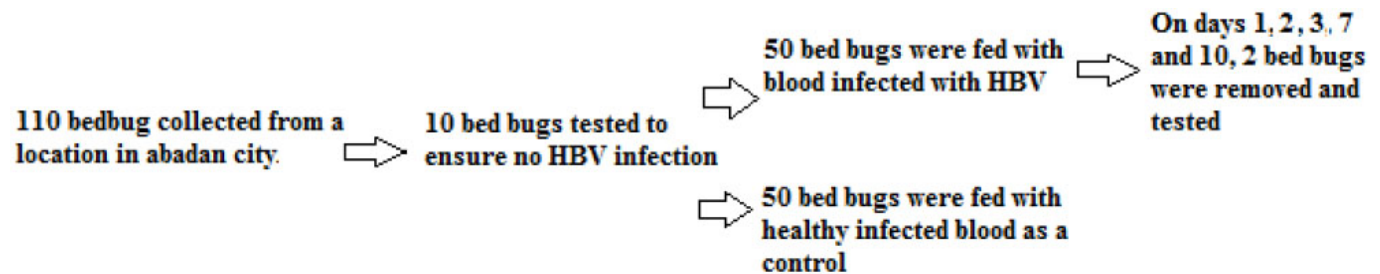 110 bedbug collected from a
location in abadan city.
10 bed bugs tested to
ensure no HBV infection
50 bed bugs were fed with
blood infected with HBV
On days 1, 2, 3, 7
and 10, 2 bed bugs
were removed and
tested
50 bed bugs were fed with
healthy infected blood as a
control